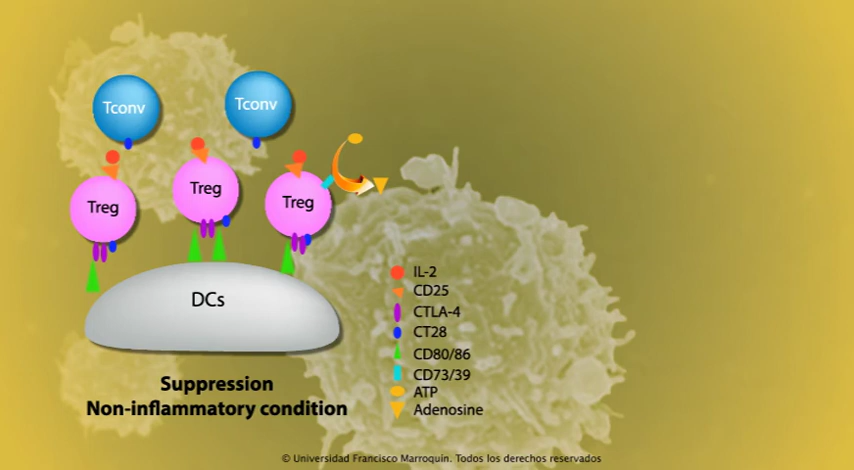 Tconv
Tconv
Treg
Treg
Treg
DCs
IL-2
CD25
CTLA-4
CT28
CD80/86
CD73/39
ATP
Adenosine
Suppression
Non-inflammatory condition
© Universidad Francisco Marroquín. Todos los derechos reservados